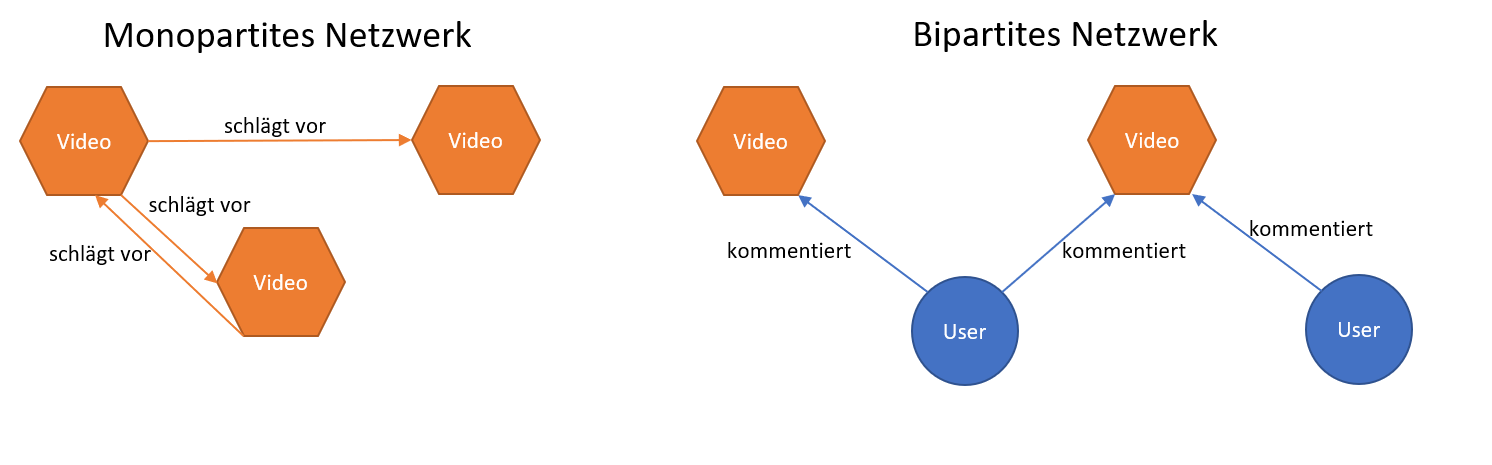 Monopartites Netzwerk
Video
schlägt vor
Video
schlägt vor
schlägt vor
Video
Bipartites Netzwerk
Video
Video
kommentiert
kommentiert
kommentiert
User
User